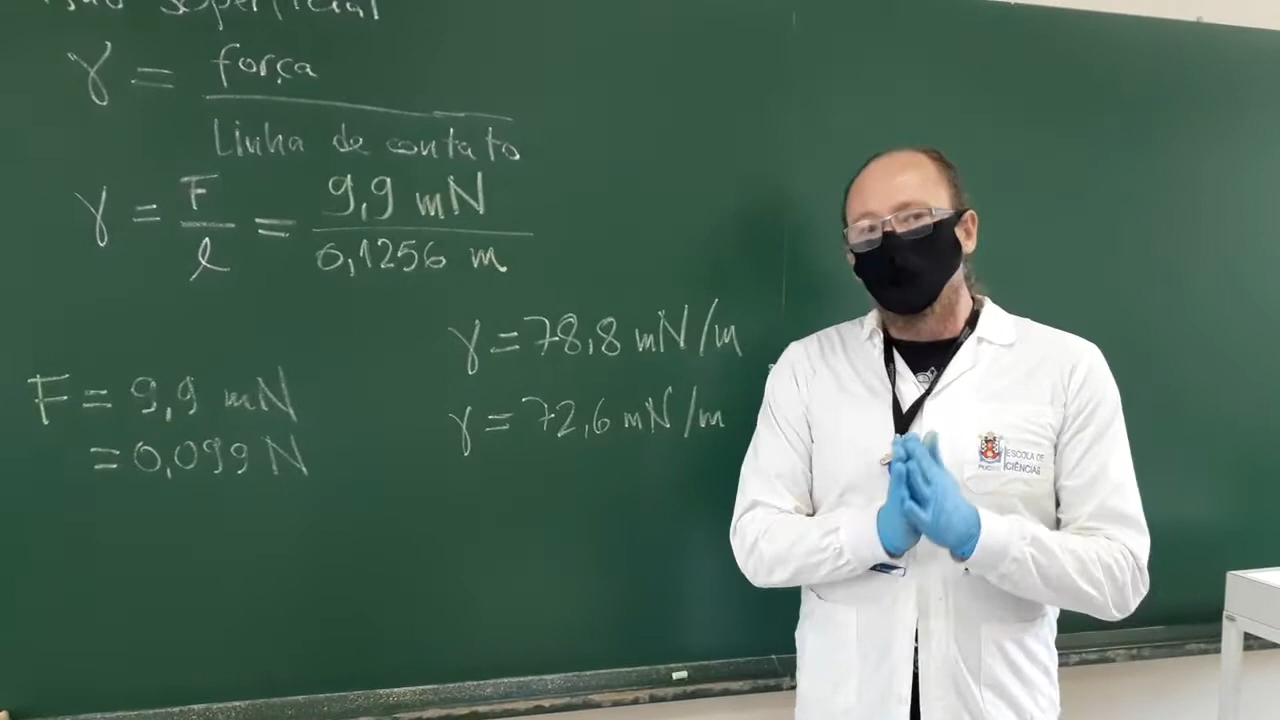 superficial
γ = força / Linha de contato
γ = F / l = 9,9 mN / 0,1256 m
γ = 78,8 mN/m
F = 9,9 mN
γ = 72,6 mN/m
= 0,099 N
ESCOLA DE
CIÊNCIAS